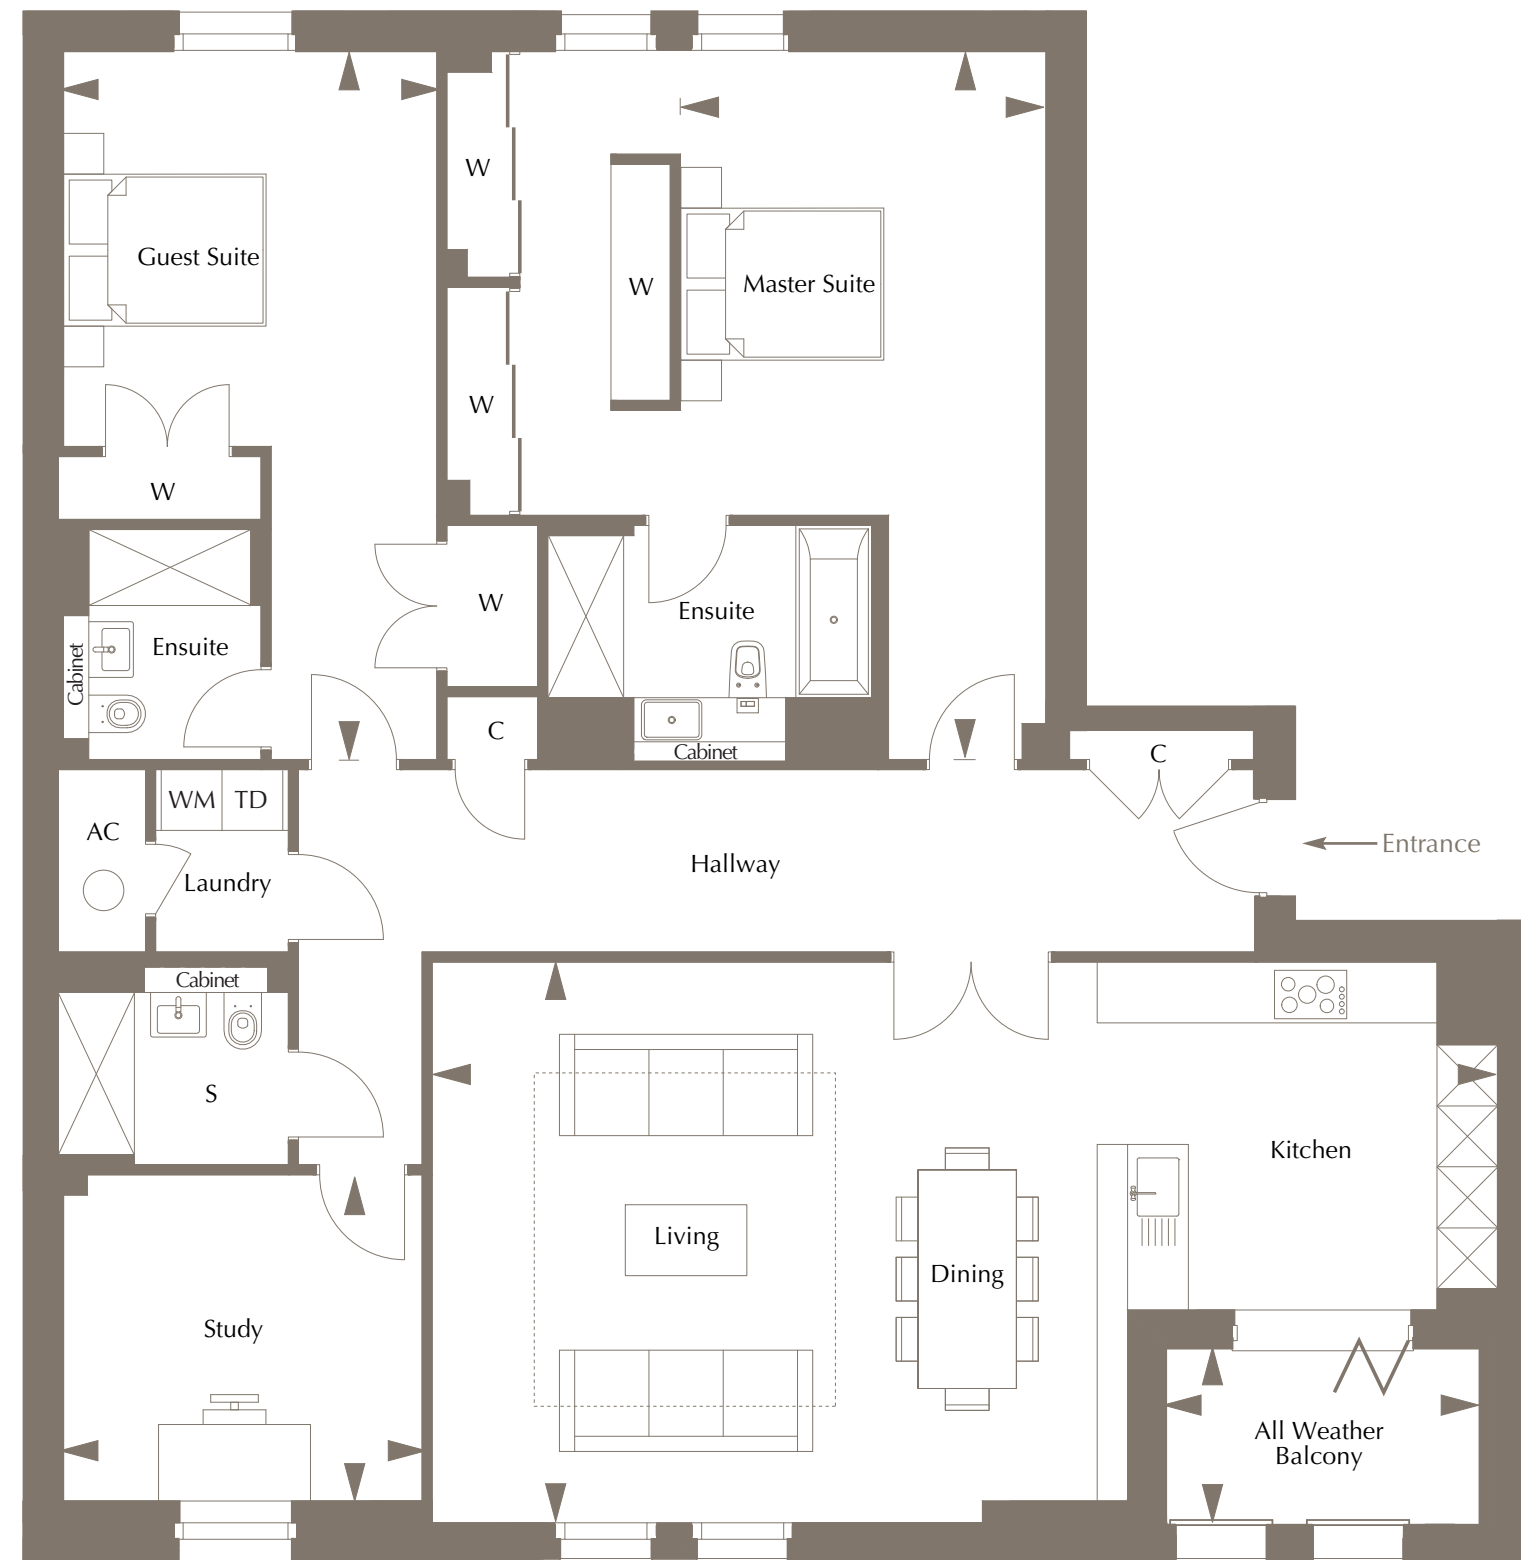 W
Guest Suite
W
Master Suite
W
W
W
Ensuite
Ensuite
Cabinet
C
Cabinet
C
WM
TD
AC
Entrance
Hallway
Laundry
Cabinet
S
Kitchen
Living
Dining
Study
All Weather
Balcony